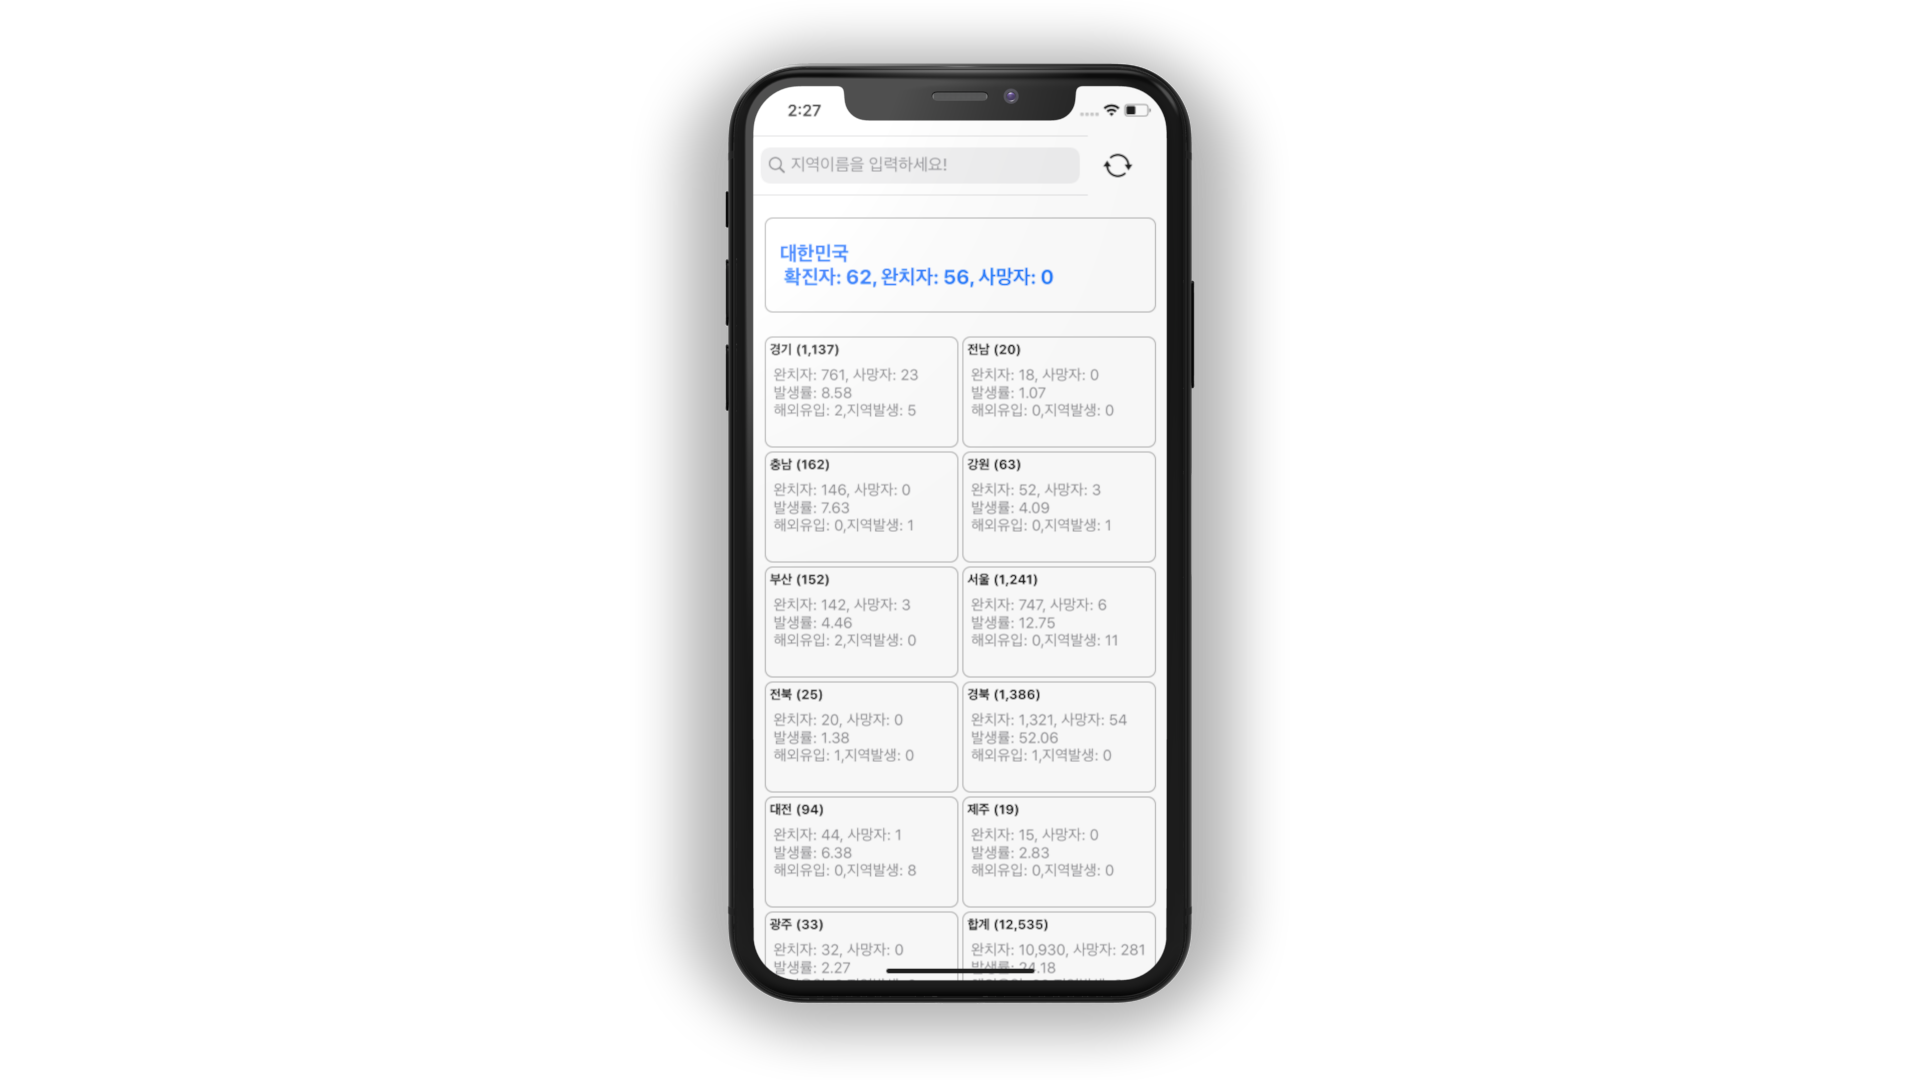 2:27
지역이름을 입력하세요!
대한민국
확진자: 62, 완치자: 56, 사망자: 0
경기 (1,137)
완치자: 761, 사망자: 23
발생률: 8.58
해외유입: 2,지역발생: 5
전남 (20)
완치자: 18, 사망자: 0
발생률: 1.07
해외유입: 0,지역발생: 0
충남 (162)
완치자: 146, 사망자: 0
발생률: 7.63
해외유입: 0,지역발생: 1
강원 (63)
완치자: 52, 사망자: 3
발생률: 4.09
해외유입: 0,지역발생: 1
부산 (152)
완치자: 142, 사망자: 3
발생률: 4.46
해외유입: 2,지역발생: 0
서울 (1,241)
완치자: 747, 사망자: 6
발생률: 12.75
해외유입: 0,지역발생: 11
전북 (25)
완치자: 20, 사망자: 0
발생률: 1.38
해외유입: 1,지역발생: 0
경북 (1,386)
완치자: 1,321, 사망자: 54
발생률: 52.06
해외유입: 1,지역발생: 0
대전 (94)
완치자: 44, 사망자: 1
발생률: 6.38
해외유입: 0,지역발생: 8
제주 (19)
완치자: 15, 사망자: 0
발생률: 2.83
해외유입: 0,지역발생: 0
광주 (33)
완치자: 32, 사망자: 0
발생률: 2.27
합계 (12,535)
완치자: 10,930, 사망자: 281
발생률: 24.18